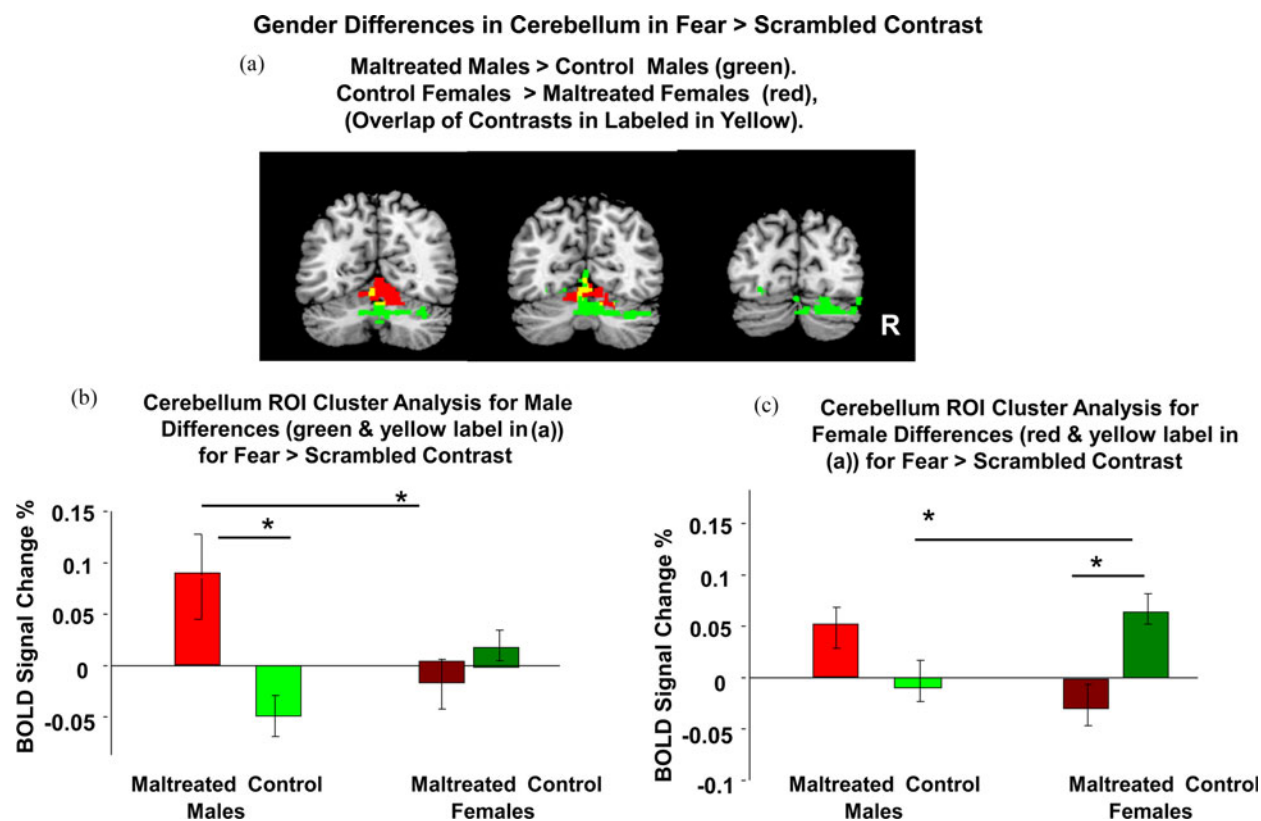 Gender Differences in Cerebellum in Fear > Scrambled Contrast
(a)
Maltreated Males > Control Males (green).
Control Females > Maltreated Females (red),
(Overlap of Contrasts in Labeled in Yellow).
R
(b)
Cerebellum ROI Cluster Analysis for Male
Differences (green & yellow label in (a))
for Fear > Scrambled Contrast
BOLD Signal Change %
0.15
0.1
0.05
0
-0.05
*
*
Maltreated Control
Males
Maltreated Control
Females
(c)
Cerebellum ROI Cluster Analysis for
Female Differences (red & yellow label in
(a)) for Fear > Scrambled Contrast
BOLD Signal Change %
0.15
0.1
0.05
0
-0.05
-0.1
*
*
Maltreated Control
Males
Maltreated Control
Females